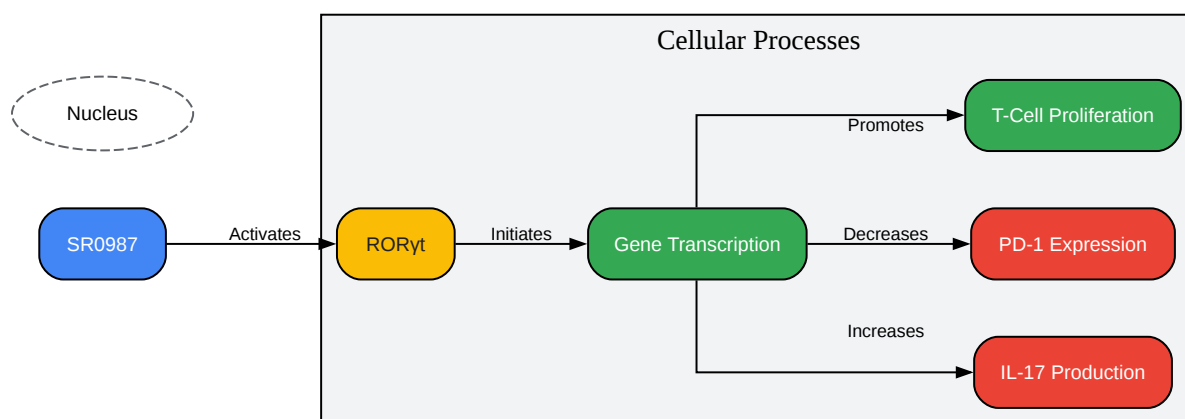 Cellular Processes
Nucleus
T-Cell Proliferation
Promotes
SR0987
Activates
RORγt
Initiates
Gene Transcription
Decreases
PD-1 Expression
Increases
IL-17 Production